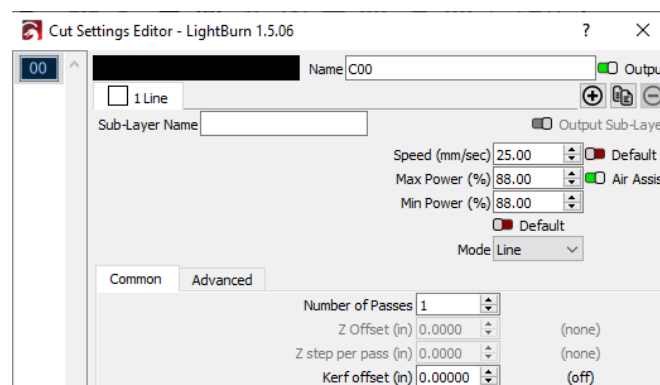 Cut Settings Editor - LightBurn 1.5.06 ?
00 Name C00
1 Line
Sub-Layer Name Output Sub-Laye
Speed (mm/sec) 25.00 Default
Max Power (%) 88.00 Air Assis
Min Power (%) 88.00
Default
Mode Line
Common Advanced
Number of Passes 1
Z Offset (in) 0.0000 (none)
Z step per pass (in) 0.0000 (none)
Kerf offset (in) 0.00000 (off)